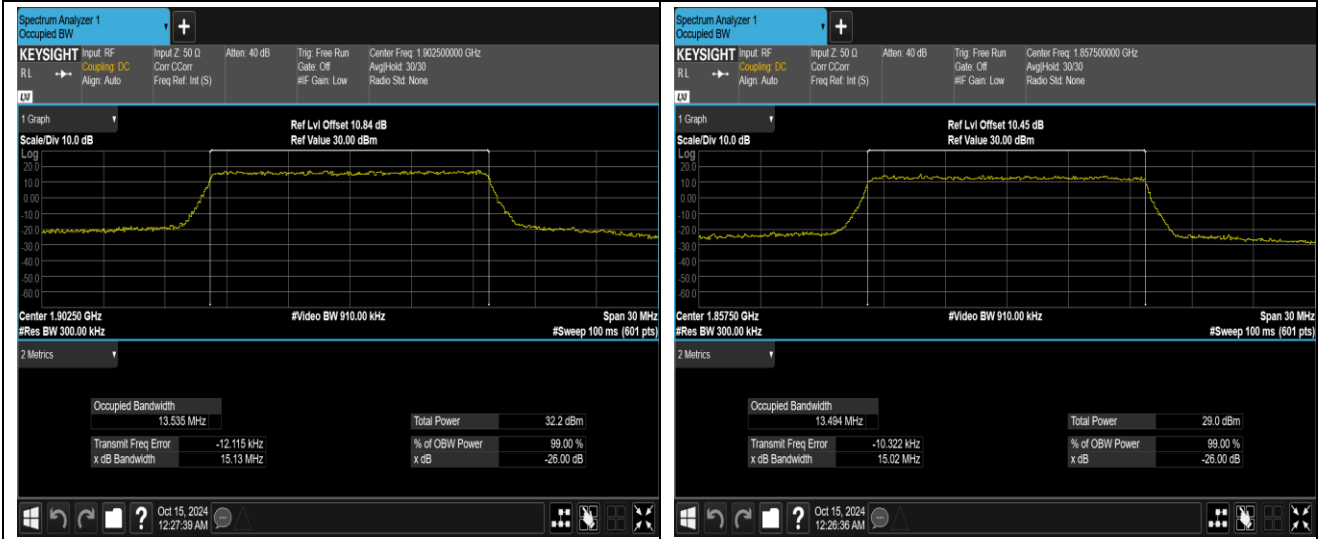 Spectrum Analyzer 1
Occupied BW
+
KEYSIGHT
R L
LXI
Input: RF
Coupling: DC
Align: Auto
Input Z: 50 Ω
Corr CCorr
Freq Ref: Int (S)
Atten: 40 dB
Trig: Free Run
Gate: Off
#IF Gain: Low
Center Freq: 1.902500000 GHz
Avg|Hold: 30/30
Radio Std: None
1 Graph
Scale/Div 10.0 dB
Ref Lvl Offset 10.84 dB
Ref Value 30.00 dBm
Log
20.0
10.0
0.00
-10.0
-20.0
-30.0
-40.0
-50.0
-60.0
Center 1.90250 GHz
#Res BW 300.00 kHz
#Video BW 910.00 kHz
Span 30 MHz
#Sweep 100 ms (601 pts)
2 Metrics
Occupied Bandwidth
13.535 MHz
Transmit Freq Error -12.115 kHz
x dB Bandwidth 15.13 MHz
Total Power 32.2 dBm
% of OBW Power 99.00 %
x dB -26.00 dB
?
Oct 15, 2024
12:27:39 AM
Spectrum Analyzer 1
Occupied BW
+
KEYSIGHT
R L
LXI
Input: RF
Coupling: DC
Align: Auto
Input Z: 50 Ω
Corr CCorr
Freq Ref: Int (S)
Atten: 40 dB
Trig: Free Run
Gate: Off
#IF Gain: Low
Center Freq: 1.857500000 GHz
Avg|Hold: 30/30
Radio Std: None
1 Graph
Scale/Div 10.0 dB
Ref Lvl Offset 10.45 dB
Ref Value 30.00 dBm
Log
20.0
10.0
0.00
-10.0
-20.0
-30.0
-40.0
-50.0
-60.0
Center 1.85750 GHz
#Res BW 300.00 kHz
#Video BW 910.00 kHz
Span 30 MHz
#Sweep 100 ms (601 pts)
2 Metrics
Occupied Bandwidth
13.494 MHz
Transmit Freq Error -10.322 kHz
x dB Bandwidth 15.02 MHz
Total Power 29.0 dBm
% of OBW Power 99.00 %
x dB -26.00 dB
?
Oct 15, 2024
12:26:36 AM